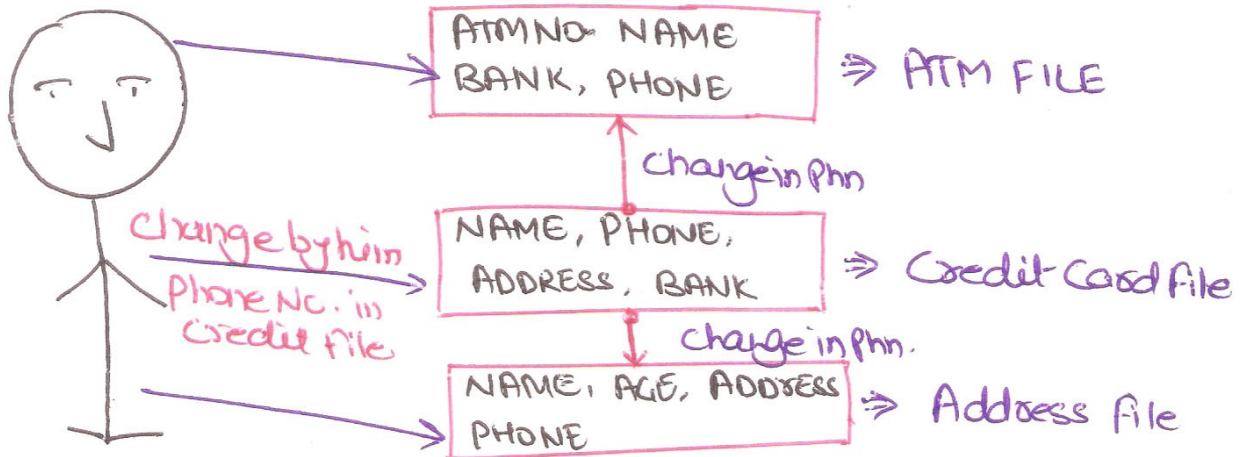 ATMNO NAME
BANK, PHONE
⇒ ATM FILE
Change in Phn
Change by him
Phone No. in
Credit file
NAME, PHONE,
ADDRESS, BANK
⇒ Credit Card File
Change in Phn.
NAME, AGE, ADDRESS
PHONE
⇒ Address File